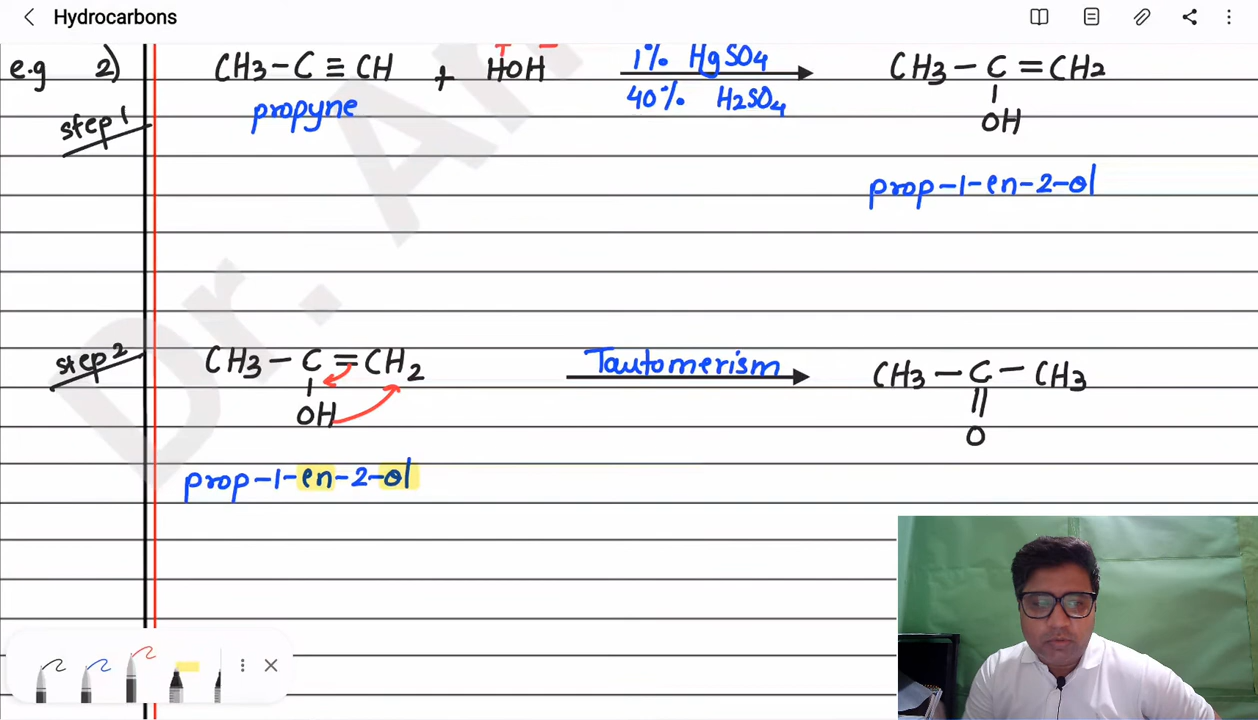 Hydrocarbons
e.g 2) CH3-C≡CH + HOH 1% HgSO4 CH3-C=CH2
+ -
propyne 40% H2SO4 OH
step 1
prop-1-en-2-ol
step 2 CH3-C=CH2 Tautomerism CH3-C-CH3
OH O
prop-1-en-2-ol
Dr. A